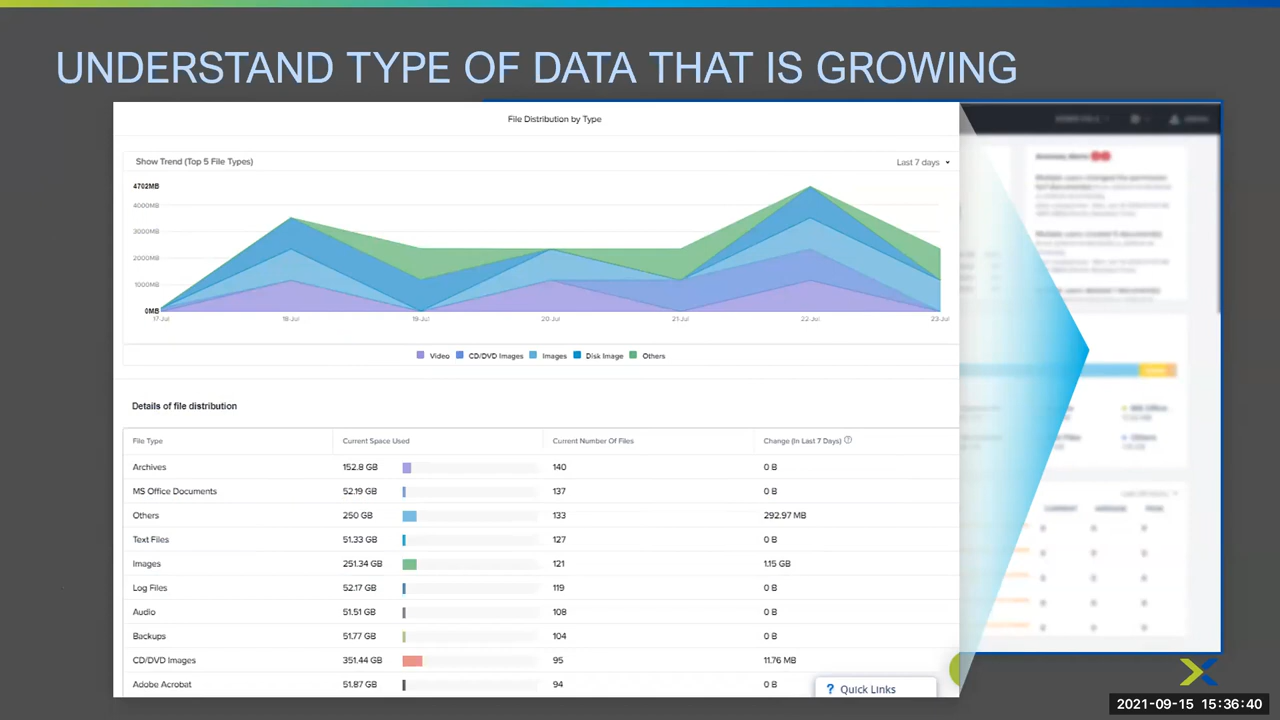 UNDERSTAND TYPE OF DATA THAT IS GROWING
File Distribution by Type
Show Trend (Top 5 File Types)
Last 7 days
4702MB
4000MB
3000MB
2000MB
1000MB
0MB
17 Jul
18 Jul
19 Jul
20 Jul
21 Jul
22 Jul
23 Jul
Video
CD/DVD Images
Images
Disk Image
Others
Details of file distribution
File Type Current Space Used Current Number Of Files Change (In Last 7 Days) ?
Archives 152.8 GB 140 0 B
MS Office Documents 52.19 GB 137 0 B
Others 250 GB 133 292.97 MB
Text Files 51.33 GB 127 0 B
Images 251.34 GB 121 1.15 GB
Log Files 52.17 GB 119 0 B
Audio 51.51 GB 108 0 B
Backups 51.77 GB 104 0 B
CD/DVD Images 351.44 GB 95 11.76 MB
Adobe Acrobat 51.87 GB 94 0 B
? Quick Links
2021-09-15 15:36:40